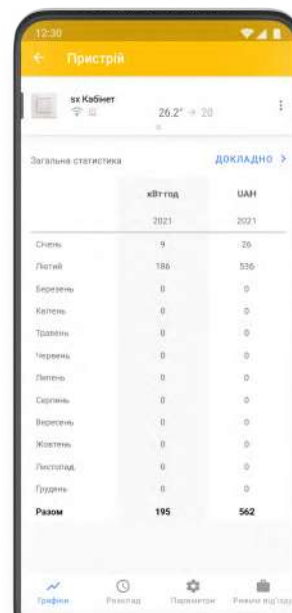 12:30
Пристрій
sx Кабінет
26.2° → 20
Загальна статистика ДОКЛАДНО >
кВт·год UAH
2021 2021
Січень 9 26
Лютий 186 536
Березень 0 0
Квітень 0 0
Травень 0 0
Червень 0 0
Липень 0 0
Серпень 0 0
Вересень 0 0
Жовтень 0 0
Листопад 0 0
Грудень 0 0
Разом 195 562
Графіки Розклад Параметри Режим від'їзду